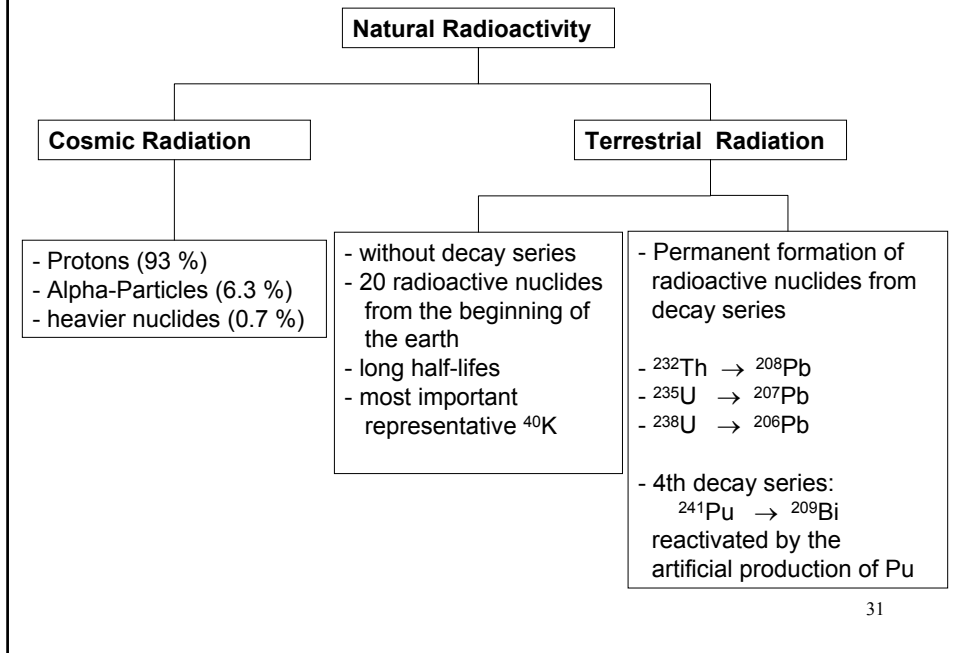 Natural Radioactivity
Cosmic Radiation
Terrestrial Radiation
- Protons (93 %)
- Alpha-Particles (6.3 %)
- heavier nuclides (0.7 %)
- without decay series
- 20 radioactive nuclides
from the beginning of
the earth
- long half-lifes
- most important
representative ⁴⁰K
- Permanent formation of
radioactive nuclides from
decay series
- ²³²Th → ²⁰⁸Pb
- ²³⁵U → ²⁰⁷Pb
- ²³⁸U → ²⁰⁶Pb
- 4th decay series:
²⁴¹Pu → ²⁰⁹Bi
reactivated by the
artificial production of Pu
31